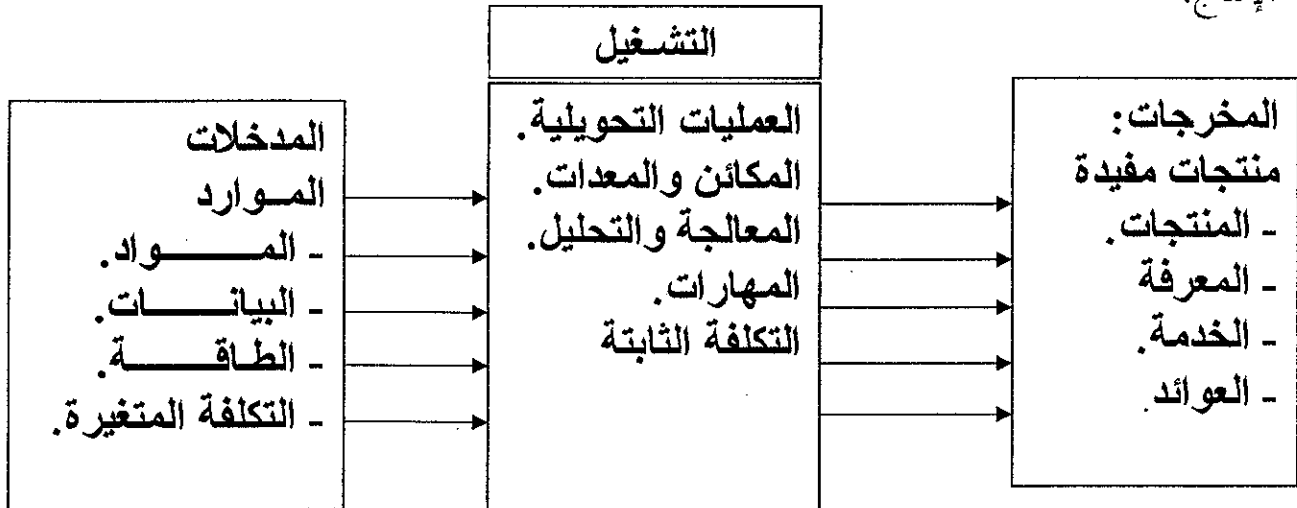 الإنتاج.
التشغيل
المدخلات
الموارد
- المواد.
- البيانات.
- الطاقة.
- التكلفة المتغيرة.
العمليات التحويلية.
المكائن والمعدات.
المعالجة والتحليل.
المهارات.
التكلفة الثابتة
المخرجات:
منتجات مفيدة
- المنتجات.
- المعرفة
- الخدمة.
- العوائد.